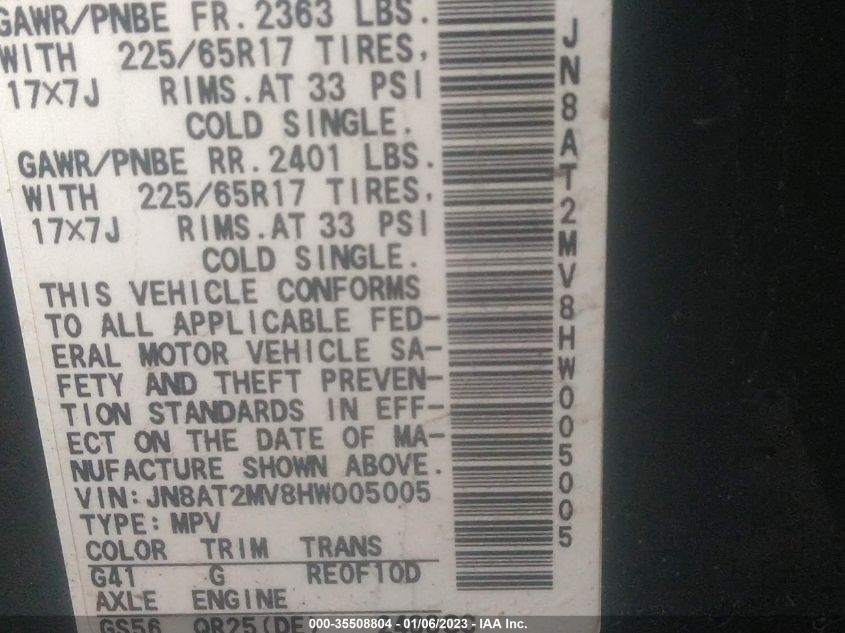 GAWR/PNBE FR. 2363 LBS.
WITH 225/65R17 TIRES,
17X7J RIMS.AT 33 PSI
COLD SINGLE.
GAWR/PNBE RR. 2401 LBS.
WITH 225/65R17 TIRES,
17X7J RIMS.AT 33 PSI
COLD SINGLE.
THIS VEHICLE CONFORMS
TO ALL APPLICABLE FED-
ERAL MOTOR VEHICLE SA-
FETY AND THEFT PREVEN-
TION STANDARDS IN EFF-
ECT ON THE DATE OF MA-
NUFACTURE SHOWN ABOVE.
VIN:JN8AT2MV8HW005005
TYPE:MPV
COLOR TRIM TRANS
G41 G RE0F10D
AXLE ENGINE
GS56 QR25(DE)
JN8AT2MV8HW005005
000-35508804 - 01/06/2023 - IAA Inc.